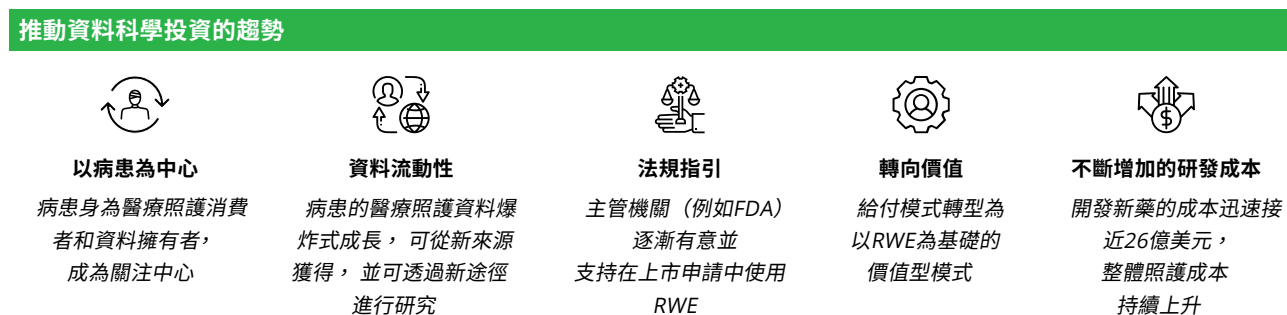 推動資料科學投資的趨勢
以病患為中心
病患身為醫療照護消費
者和資料擁有者，
成為關注中心
資料流動性
病患的醫療照護資料爆
炸式成長， 可從新來源
獲得， 並可透過新途徑
進行研究
法規指引
主管機關（例如FDA）
逐漸有意並
支持在上市申請中使用
RWE
轉向價值
給付模式轉型為
以RWE為基礎的
價值型模式
不斷增加的研發成本
開發新藥的成本迅速接
近26億美元，
整體照護成本
持續上升
$